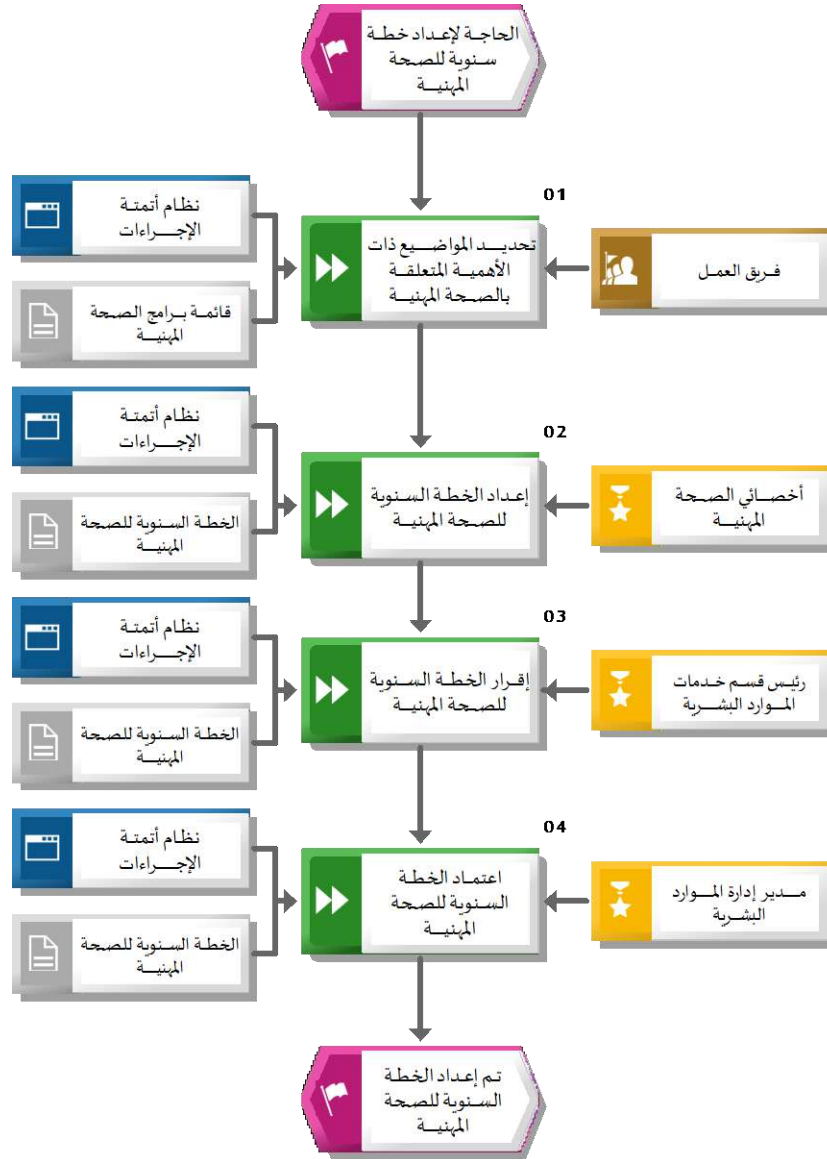 الحاجة لإعداد خطة
سنوية للصحة
المهنية
01
نظام أتمتة
الإجراءات
تحديد المواضيع ذات
الأهمية المتعلقة
بالصحة المهنية
فريق العمل
قائمة برامج الصحة
المهنية
02
نظام أتمتة
الإجراءات
إعداد الخطة السنوية
للصحة المهنية
أخصائي الصحة
المهنية
الخطة السنوية للصحة
المهنية
03
نظام أتمتة
الإجراءات
إقرار الخطة السنوية
للصحة المهنية
رئيس قسم خدمات
الموارد البشرية
الخطة السنوية للصحة
المهنية
04
نظام أتمتة
الإجراءات
اعتماد الخطة
السنوية للصحة
المهنية
مدير إدارة الموارد
البشرية
الخطة السنوية للصحة
المهنية
تم إعداد الخطة
السنوية للصحة
المهنية